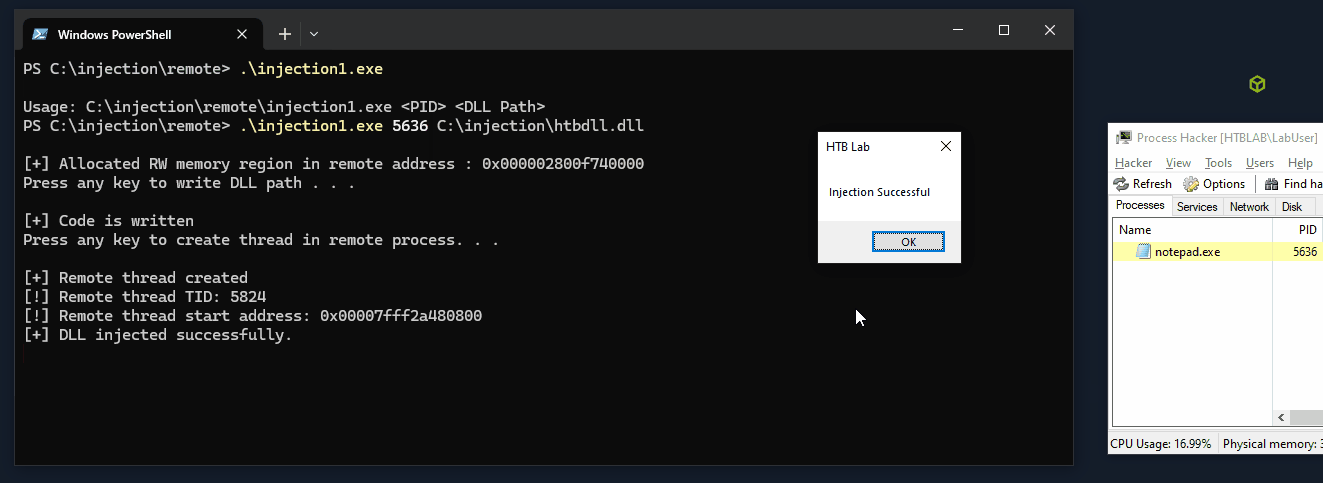 Windows PowerShell
PS C:\injection\remote> .\injection1.exe
Usage: C:\injection\remote\injection1.exe <PID> <DLL Path>
PS C:\injection\remote> .\injection1.exe 5636 C:\injection\htbdll.dll
[+] Allocated RW memory region in remote address : 0x000002800f740000
Press any key to write DLL path . . .
[+] Code is written
Press any key to create thread in remote process. . .
[+] Remote thread created
[!] Remote thread TID: 5824
[!] Remote thread start address: 0x00007fff2a480800
[+] DLL injected successfully.
HTB Lab
Injection Successful
OK
Process Hacker [HTBLAB\LabUser]
Hacker View Tools Users Help
Refresh Options Find ha
Processes Services Network Disk
Name PID
notepad.exe 5636
CPU Usage: 16.99% Physical memory: 3